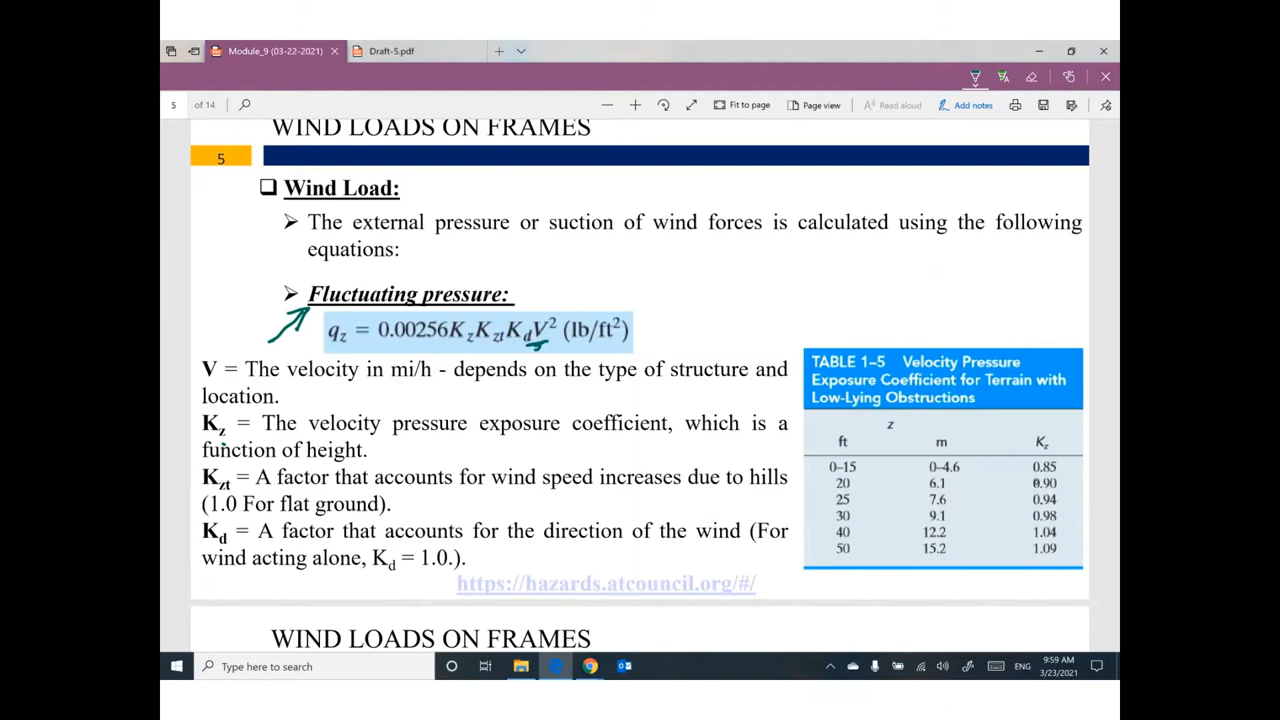 Module_9 (03-22-2021)
Draft-5.pdf
5 of 14
Fit to page
Page view
Read aloud
Add notes
WIND LOADS ON FRAMES
5
Wind Load:
The external pressure or suction of wind forces is calculated using the following
equations:
Fluctuating pressure:
q_z = 0.00256K_zK_ztK_dV² (lb/ft²)
V = The velocity in mi/h - depends on the type of structure and
location.
K_z = The velocity pressure exposure coefficient, which is a
function of height.
K_zt = A factor that accounts for wind speed increases due to hills
(1.0 For flat ground).
K_d = A factor that accounts for the direction of the wind (For
wind acting alone, K_d = 1.0.).
TABLE 1–5 Velocity Pressure
Exposure Coefficient for Terrain with
Low-Lying Obstructions
z
ft m K_z
0–15 0–4.6 0.85
20 6.1 0.90
25 7.6 0.94
30 9.1 0.98
40 12.2 1.04
50 15.2 1.09
https://hazards.atcouncil.org/#/
WIND LOADS ON FRAMES
Type here to search
ENG
9:59 AM
3/23/2021